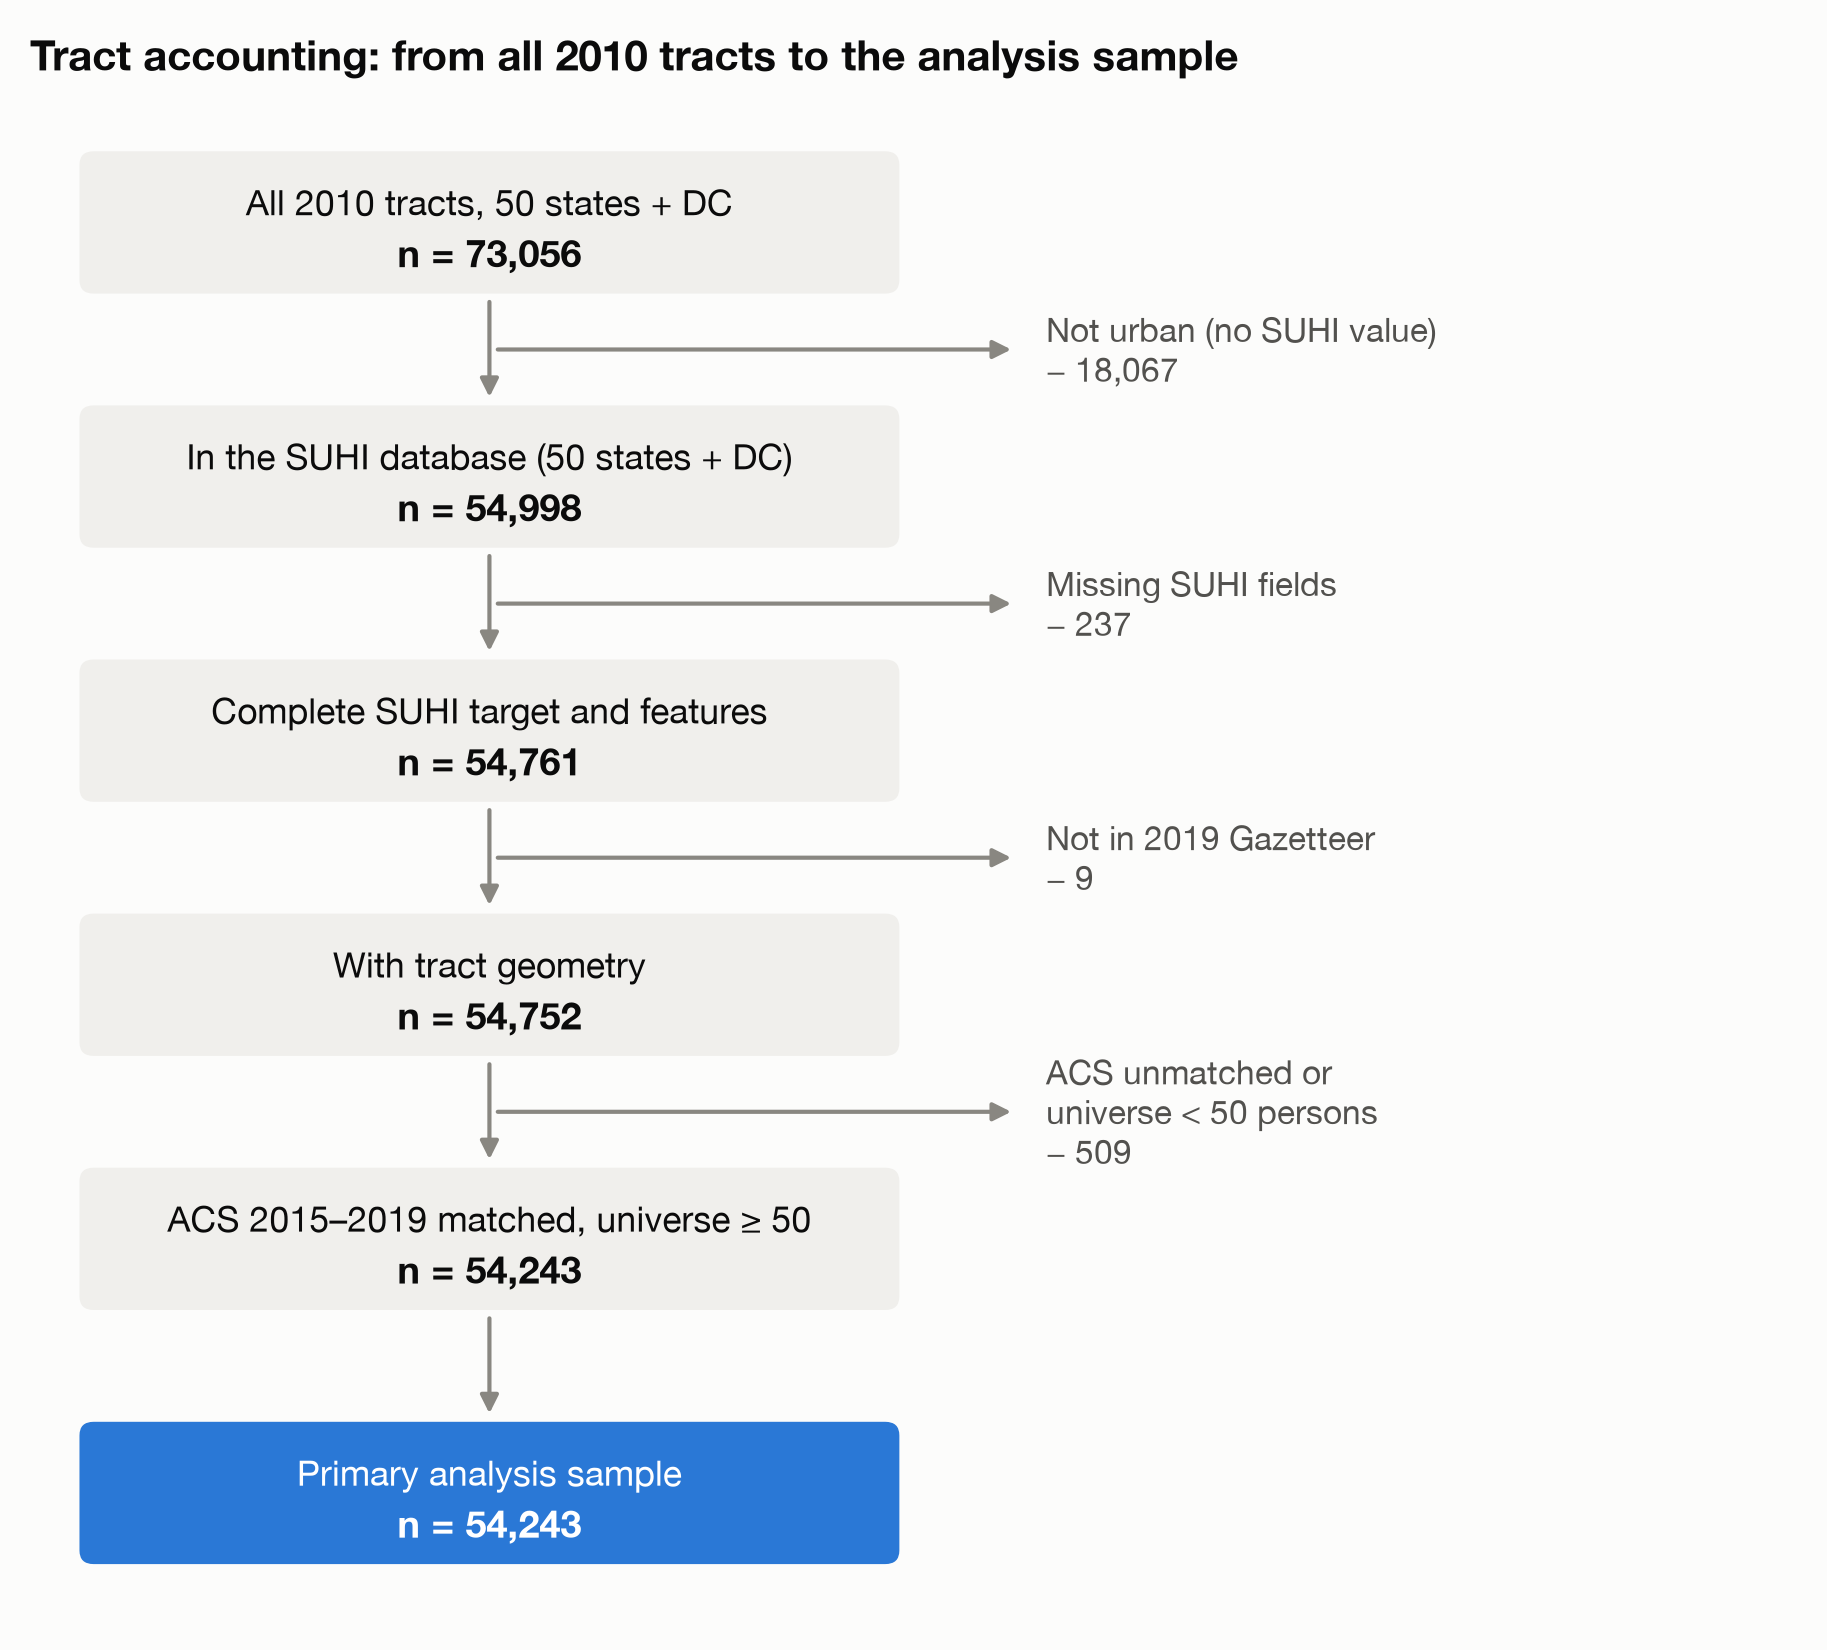 Tract accounting: from all 2010 tracts to the analysis sample
All 2010 tracts, 50 states + DC
n = 73,056
Not urban (no SUHI value)
− 18,067
In the SUHI database (50 states + DC)
n = 54,998
Missing SUHI fields
− 237
Complete SUHI target and features
n = 54,761
Not in 2019 Gazetteer
− 9
With tract geometry
n = 54,752
ACS unmatched or
universe < 50 persons
− 509
ACS 2015–2019 matched, universe ≥ 50
n = 54,243
Primary analysis sample
n = 54,243